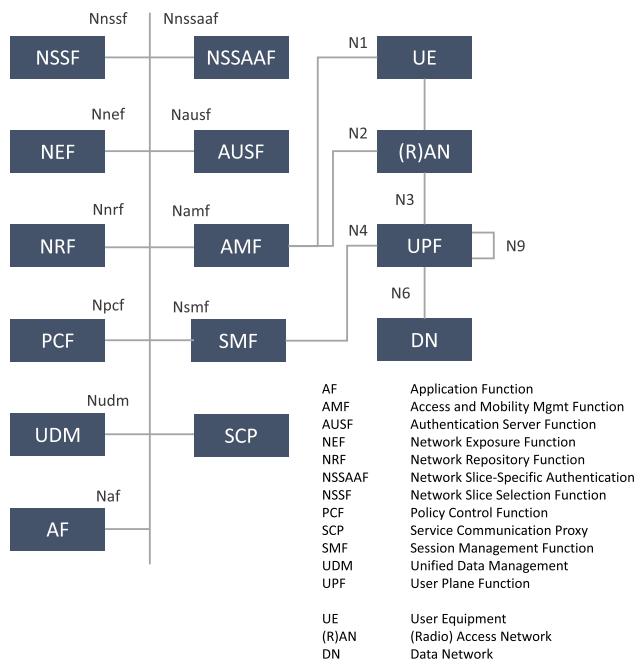 Nnssf Nnssaaf
NSSF NSSAAF N1 UE
Nnef Nausf
NEF AUSF N2 (R)AN
Nnrf Namf N3
NRF AMF N4 UPF N9
Npcf Nsmf N6
PCF SMF DN
Nudm
UDM SCP
Naf
AF
AF Application Function
AMF Access and Mobility Mgmt Function
AUSF Authentication Server Function
NEF Network Exposure Function
NRF Network Repository Function
NSSAAF Network Slice-Specific Authentication
NSSF Network Slice Selection Function
PCF Policy Control Function
SCP Service Communication Proxy
SMF Session Management Function
UDM Unified Data Management
UPF User Plane Function
UE User Equipment
(R)AN (Radio) Access Network
DN Data Network